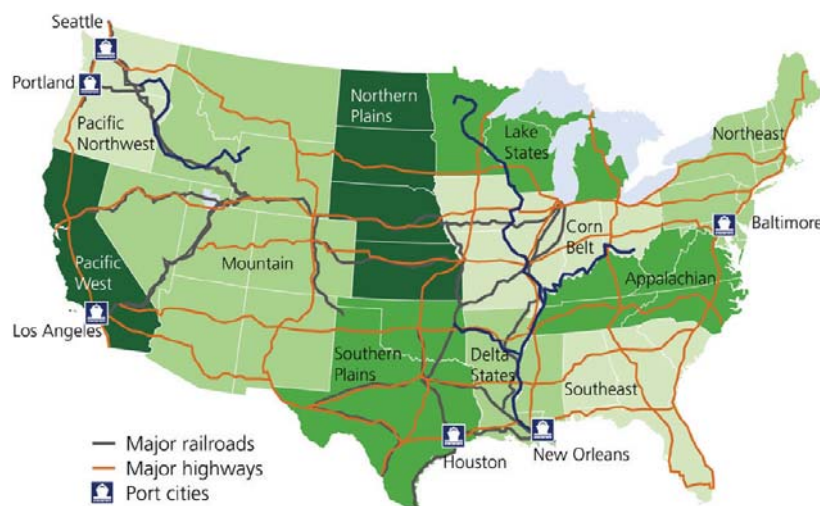 Seattle
Portland
Pacific
Northwest
Northern
Plains
Lake
States
Northeast
Baltimore
Corn
Belt
Appalachian
Mountain
Pacific
West
Los Angeles
Southern
Plains
Delta
States
Southeast
Houston
New Orleans
Major railroads
Major highways
Port cities